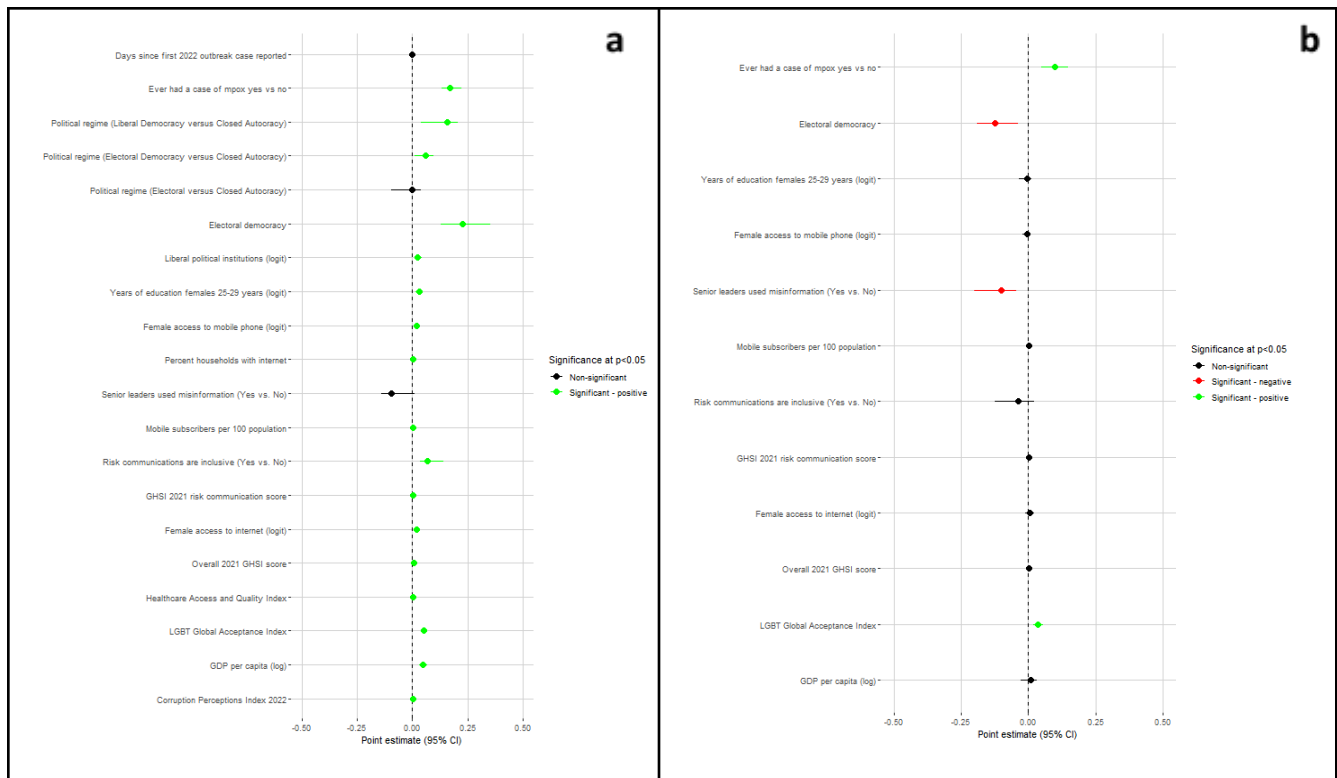 a
Days since first 2022 outbreak case reported
Ever had a case of mpox yes vs no
Political regime (Liberal Democracy versus Closed Autocracy)
Political regime (Electoral Democracy versus Closed Autocracy)
Political regime (Electoral versus Closed Autocracy)
Electoral democracy
Liberal political institutions (logit)
Years of education females 25-29 years (logit)
Female access to mobile phone (logit)
Percent households with internet
Senior leaders used misinformation (Yes vs. No)
Mobile subscribers per 100 population
Risk communications are inclusive (Yes vs. No)
GHSI 2021 risk communication score
Female access to internet (logit)
Overall 2021 GHSI score
Healthcare Access and Quality Index
LGBT Global Acceptance Index
GDP per capita (log)
Corruption Perceptions Index 2022
-0.50 -0.25 0.00 0.25 0.50
Point estimate (95% CI)
Significance at p<0.05
Non-significant
Significant - positive
b
Ever had a case of mpox yes vs no
Electoral democracy
Years of education females 25-29 years (logit)
Female access to mobile phone (logit)
Senior leaders used misinformation (Yes vs. No)
Mobile subscribers per 100 population
Risk communications are inclusive (Yes vs. No)
GHSI 2021 risk communication score
Female access to internet (logit)
Overall 2021 GHSI score
LGBT Global Acceptance Index
GDP per capita (log)
-0.50 -0.25 0.00 0.25 0.50
Point estimate (95% CI)
Significance at p<0.05
Non-significant
Significant - negative
Significant - positive